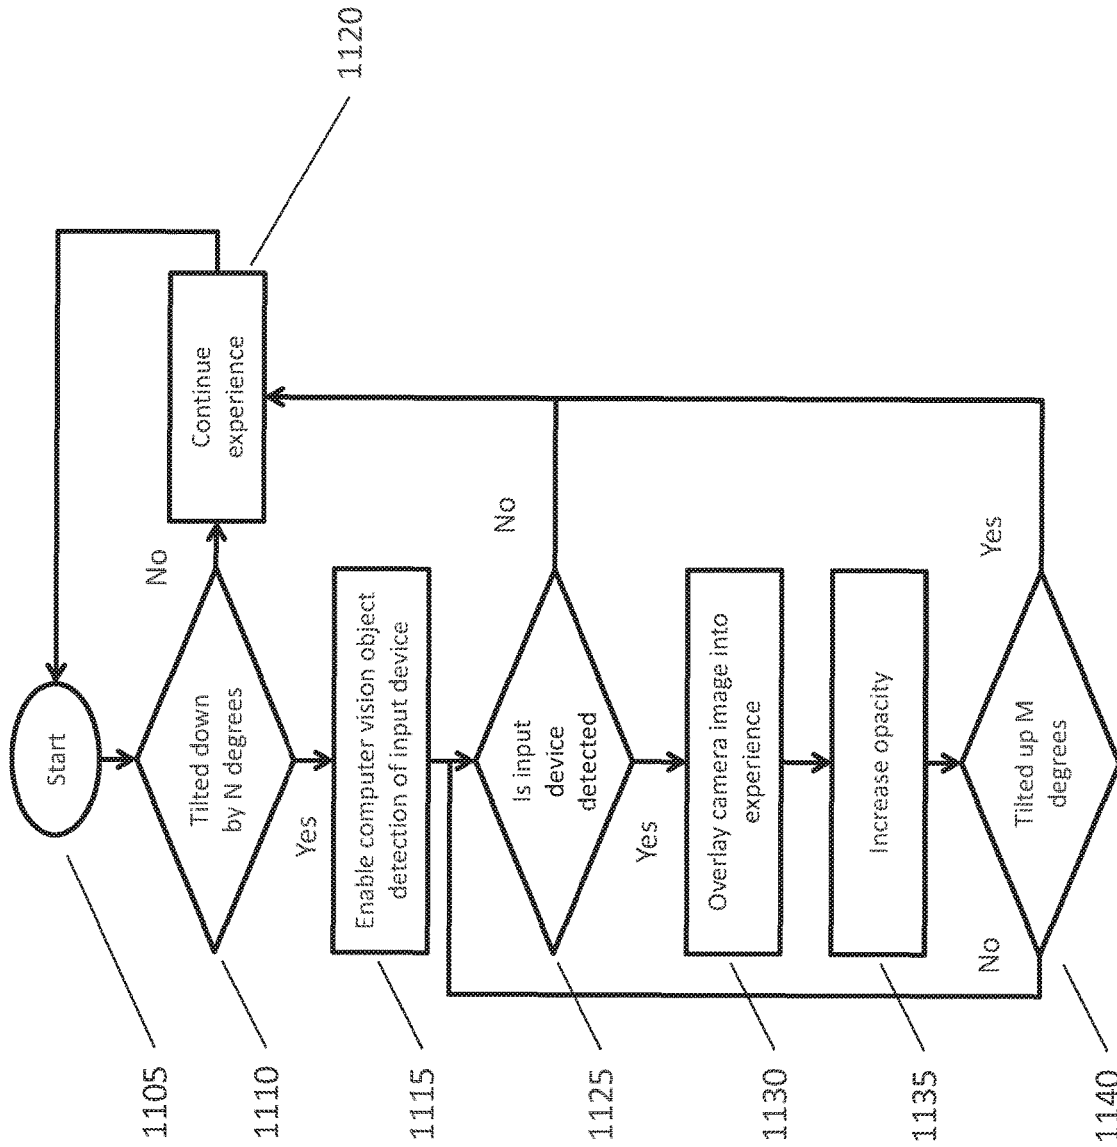 1105
Start
1110
Tilted down
by N degrees
No
Continue
experience
1120
Yes
1115
Enable computer vision object
detection of input device
1125
Is input
device
detected
No
Yes
1130
Overlay camera image into
experience
1135
Increase opacity
1140
Tilted up M
degrees
No
Yes